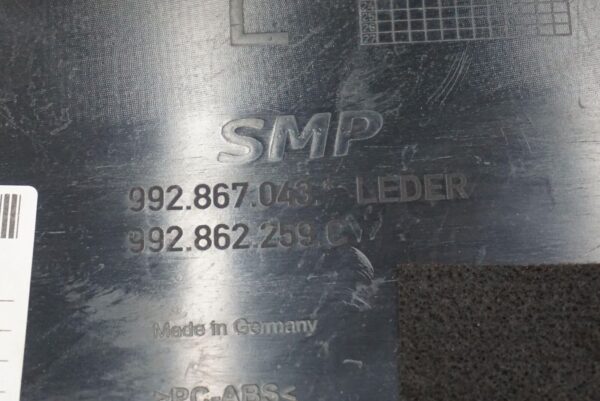 SMP
992.867.043.*- LEDER
992.862.259 C
Made in Germany
>PC-ABS<